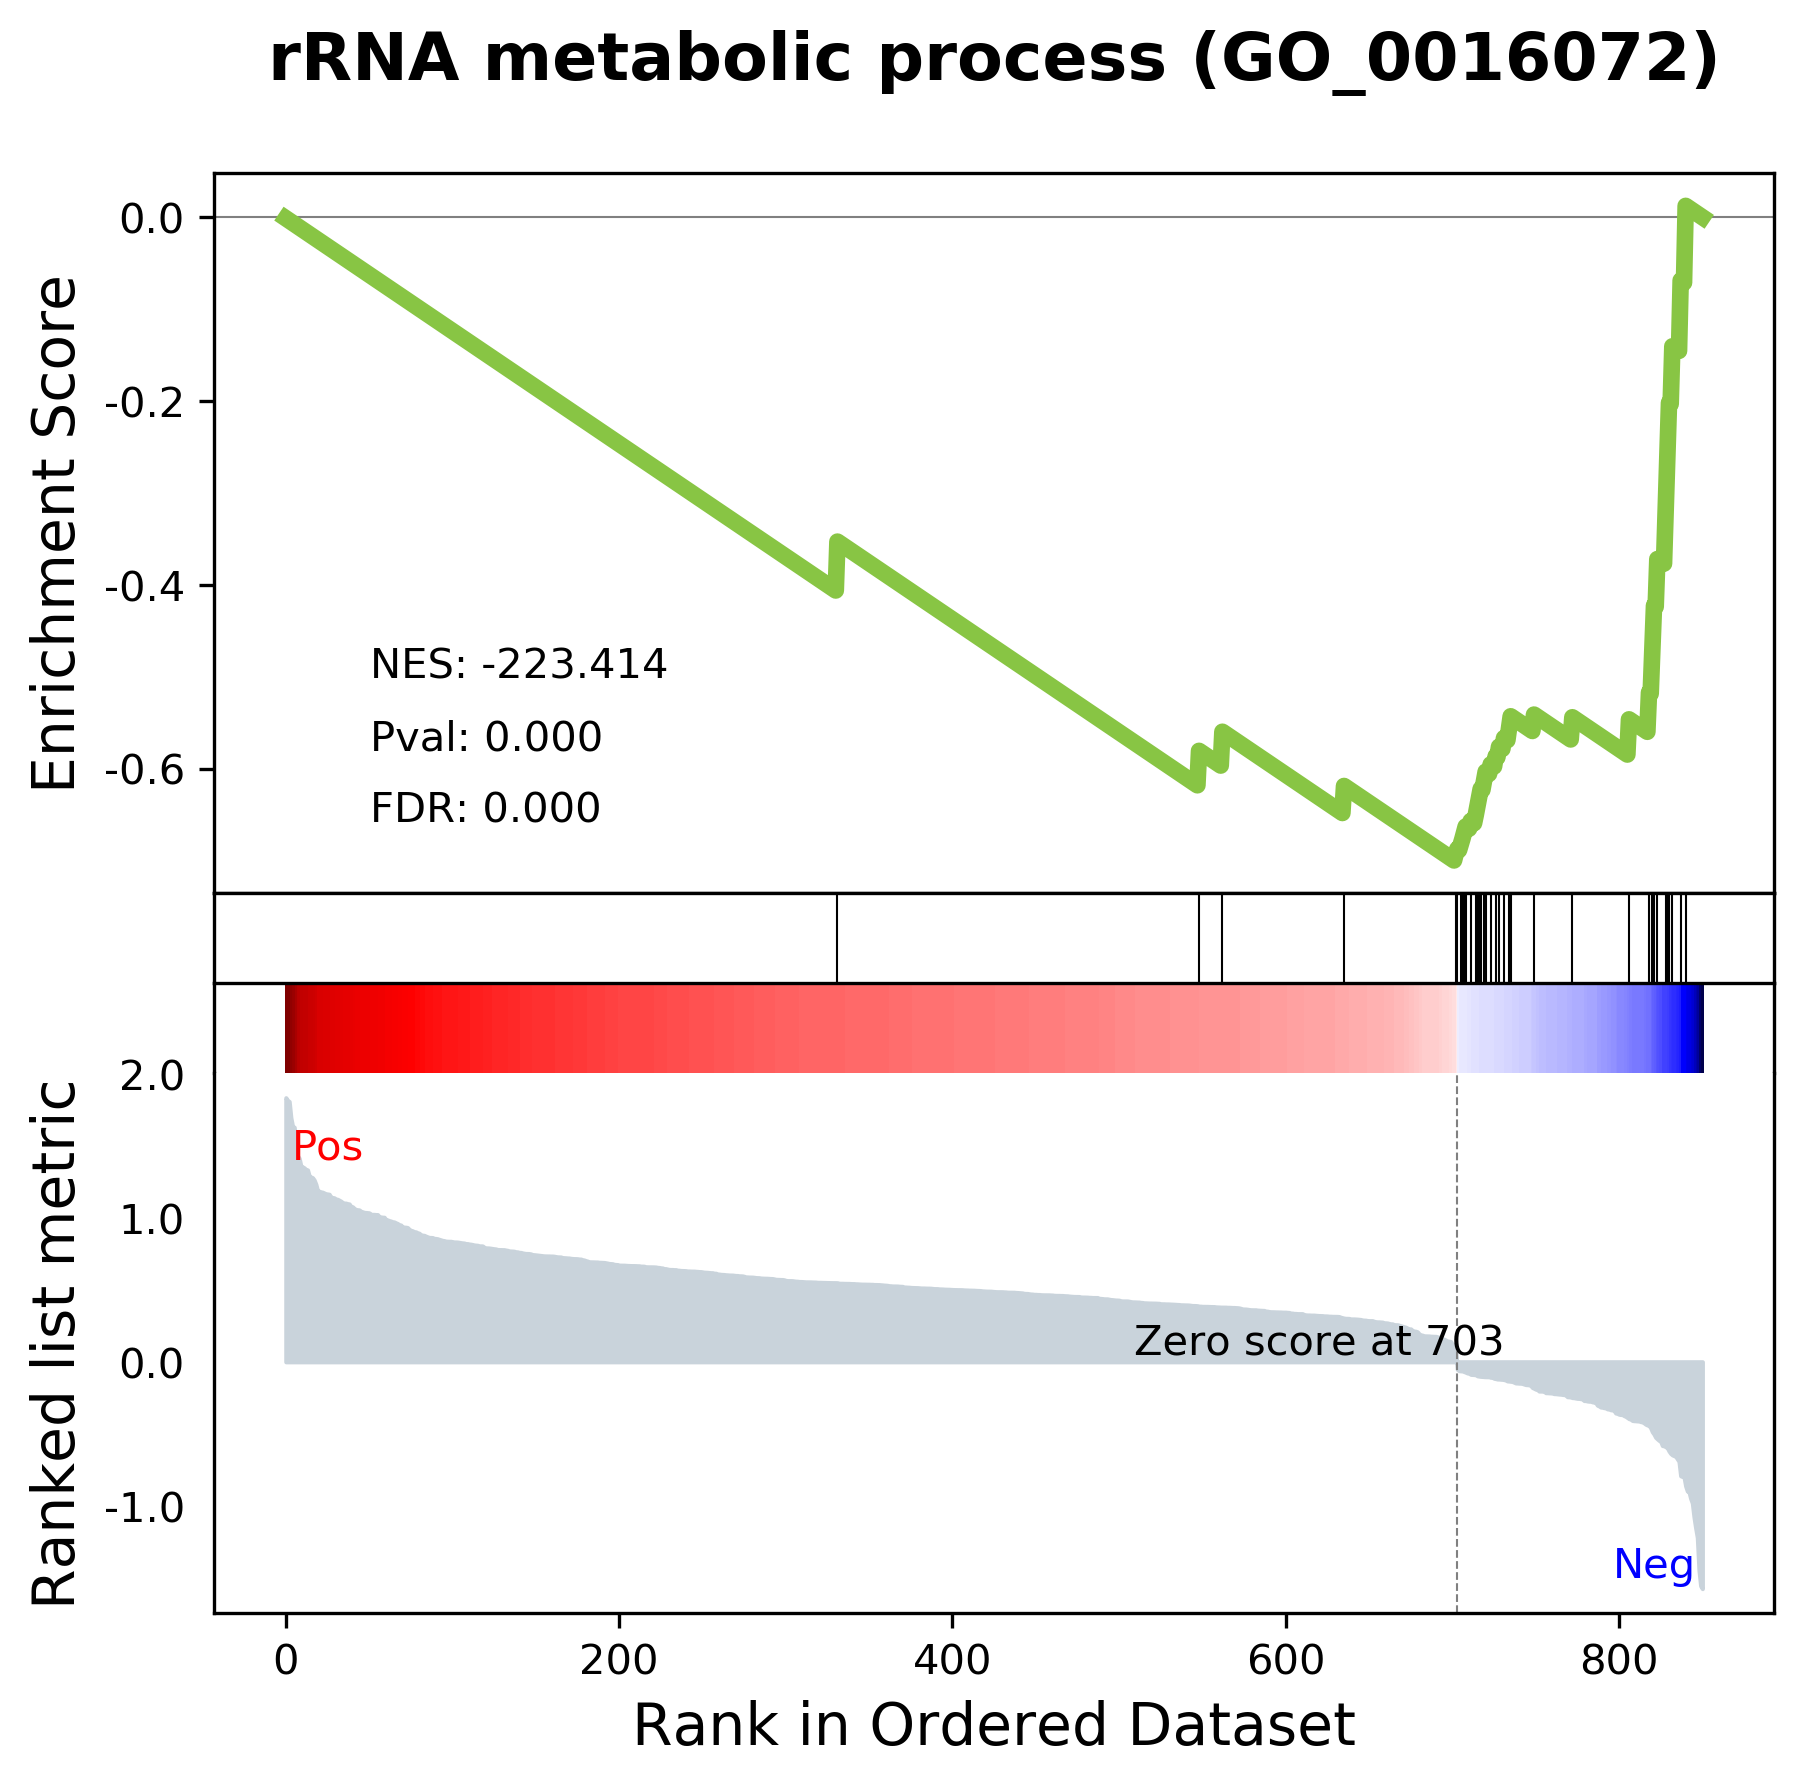 rRNA metabolic process (GO_0016072)
Enrichment Score
0.0
-0.2
-0.4
-0.6
NES: -223.414
Pval: 0.000
FDR: 0.000
Ranked list metric
2.0
1.0
0.0
-1.0
Pos
Zero score at 703
Neg
0 200 400 600 800
Rank in Ordered Dataset